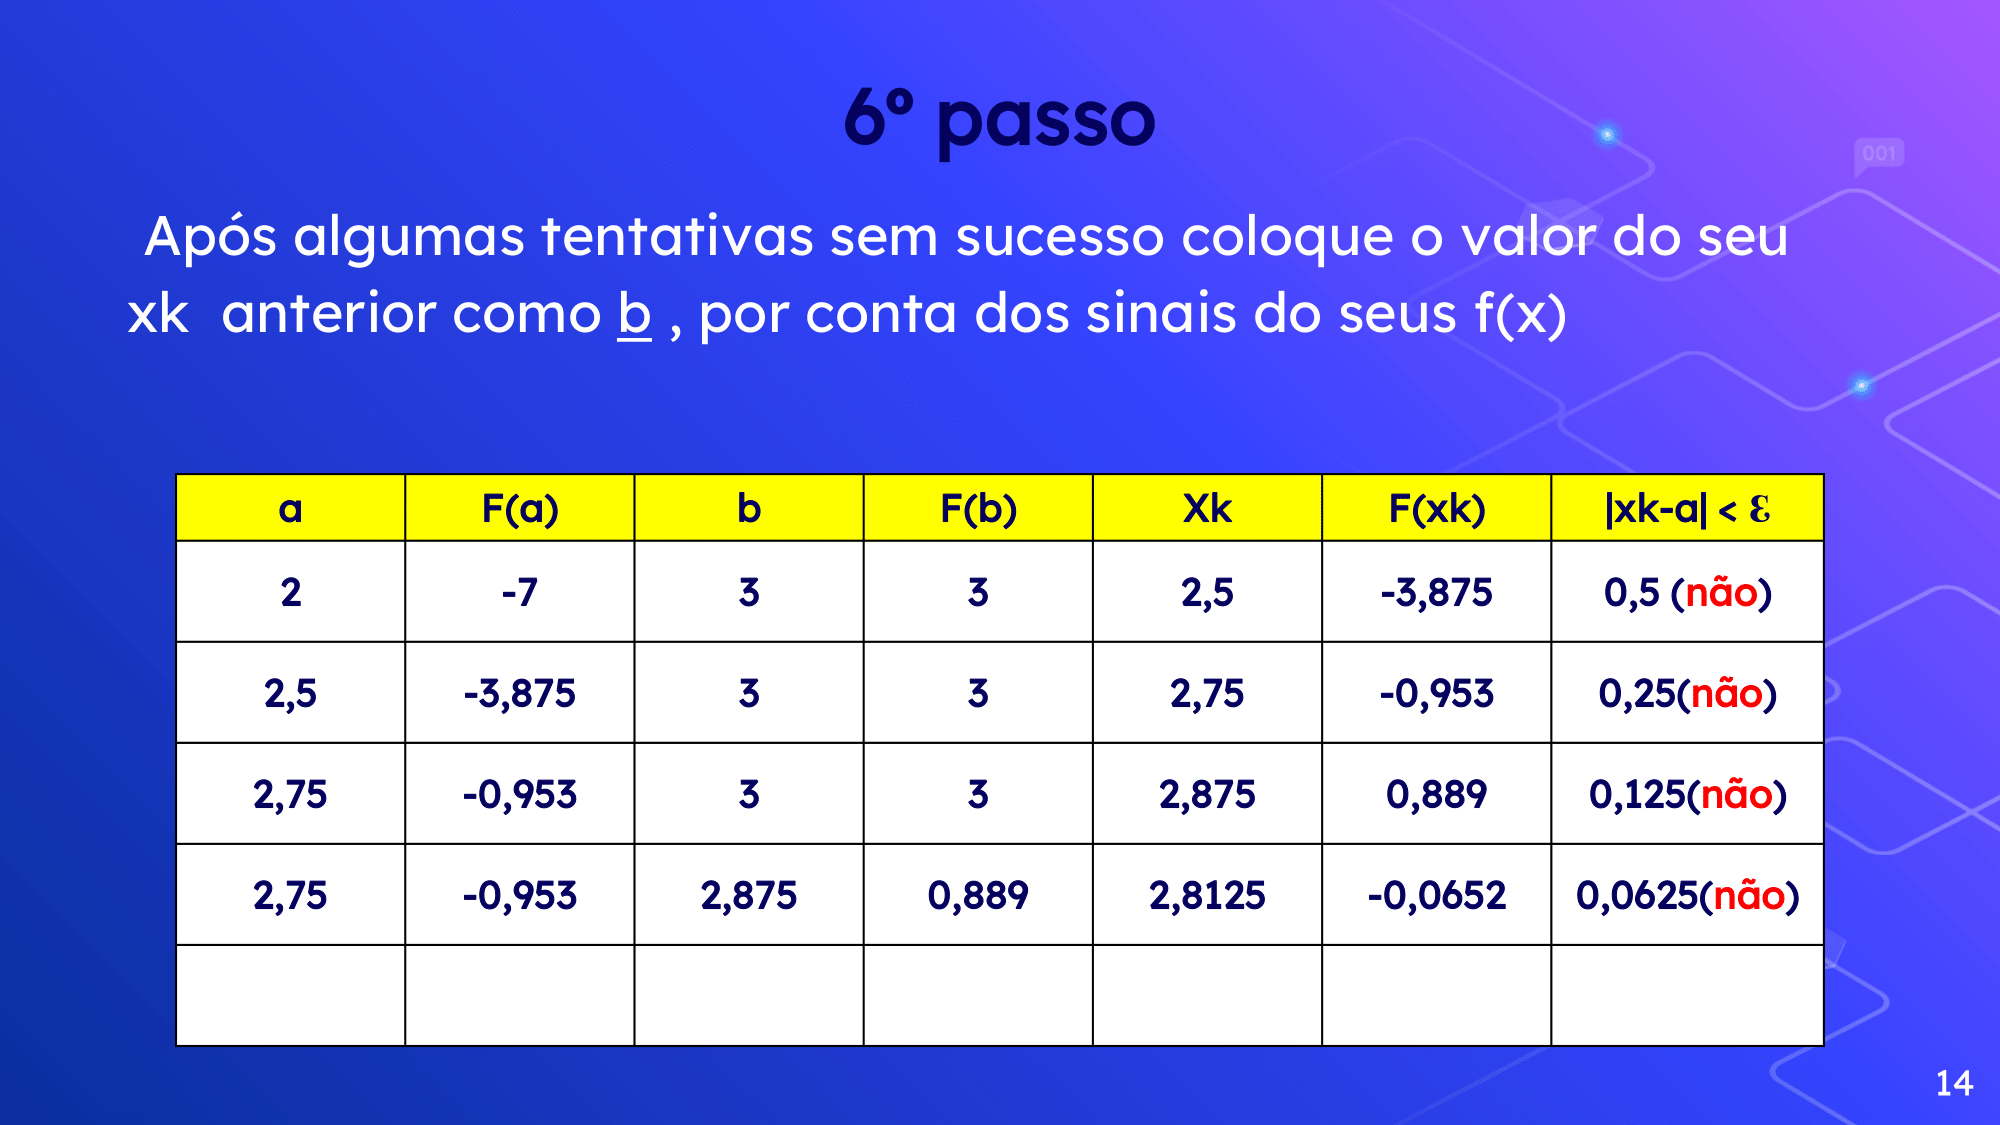 001
6º passo
Após algumas tentativas sem sucesso coloque o valor do seu
xk anterior como b , por conta dos sinais do seus f(x)
a F(a) b F(b) Xk F(xk) |xk-a| < ε
2 -7 3 3 2,5 -3,875 0,5 (não)
2,5 -3,875 3 3 2,75 -0,953 0,25(não)
2,75 -0,953 3 3 2,875 0,889 0,125(não)
2,75 -0,953 2,875 0,889 2,8125 -0,0652 0,0625(não)
14